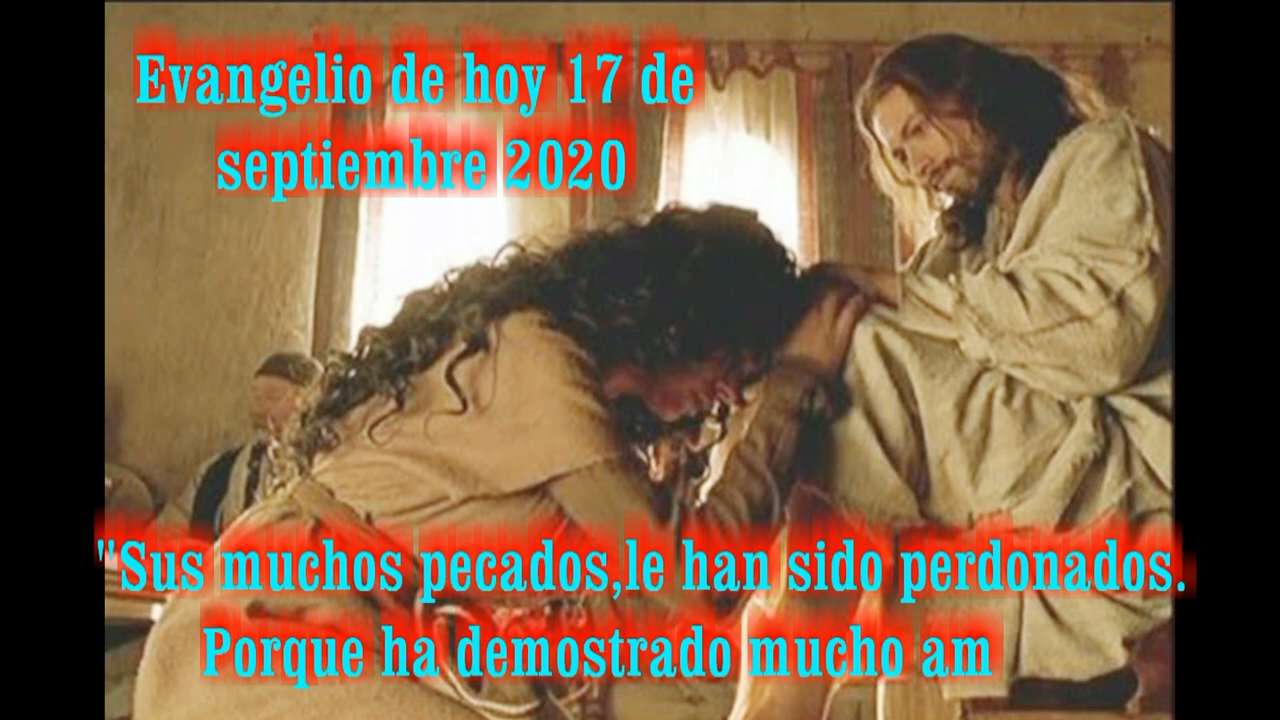 Evangelio de hoy 17 de
septiembre 2020
"Sus muchos pecados,le han sido perdonados.
Porque ha demostrado mucho am